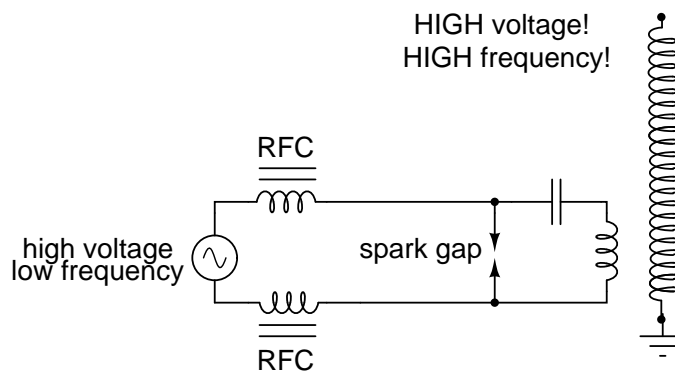 HIGH voltage!
HIGH frequency!
RFC
high voltage
low frequency
spark gap
RFC